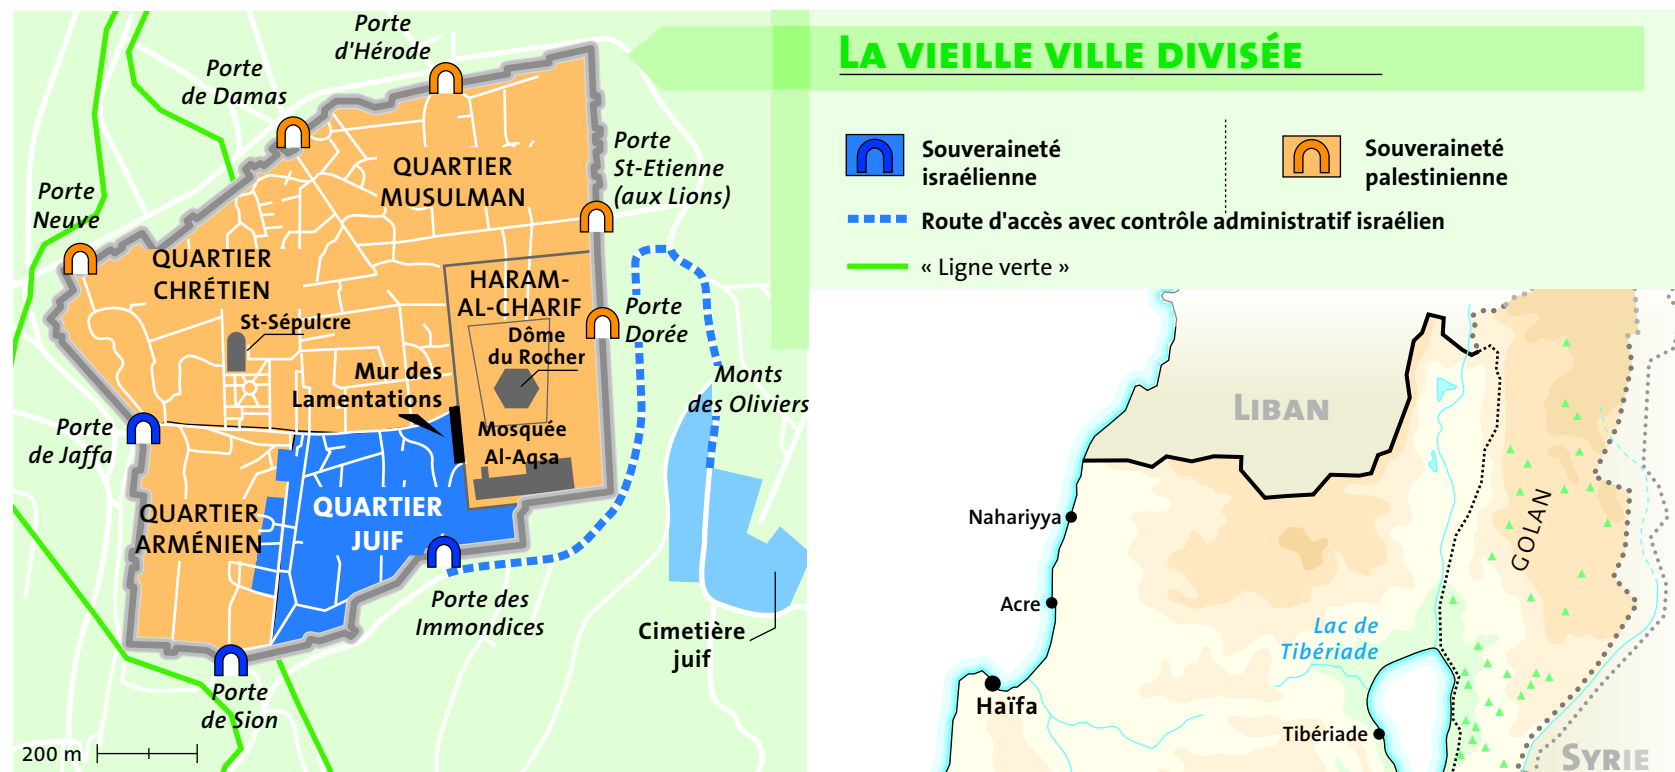 Porte
d'Hérode
Porte
de Damas
Porte
St-Etienne
(aux Lions)
QUARTIER
MUSULMAN
Porte
Neuve
QUARTIER
CHRÉTIEN
HARAM-
AL-CHARIF
St-Sépulcre
Porte
Dorée
Dôme
du Rocher
Mur des
Lamentations
Monts
des Oliviers
Porte
de Jaffa
Mosquée
Al-Aqsa
QUARTIER
ARMÉNIEN
QUARTIER
JUIF
Porte des
Immondices
Cimetière
juif
Porte
de Sion
200 m
LA VIEILLE VILLE DIVISÉE
Souveraineté
israélienne
Souveraineté
palestinienne
Route d'accès avec contrôle administratif israélien
« Ligne verte »
LIBAN
Nahariyya
GOLAN
Acre
Lac de
Tibériade
Haïfa
Tibériade
SYRIE